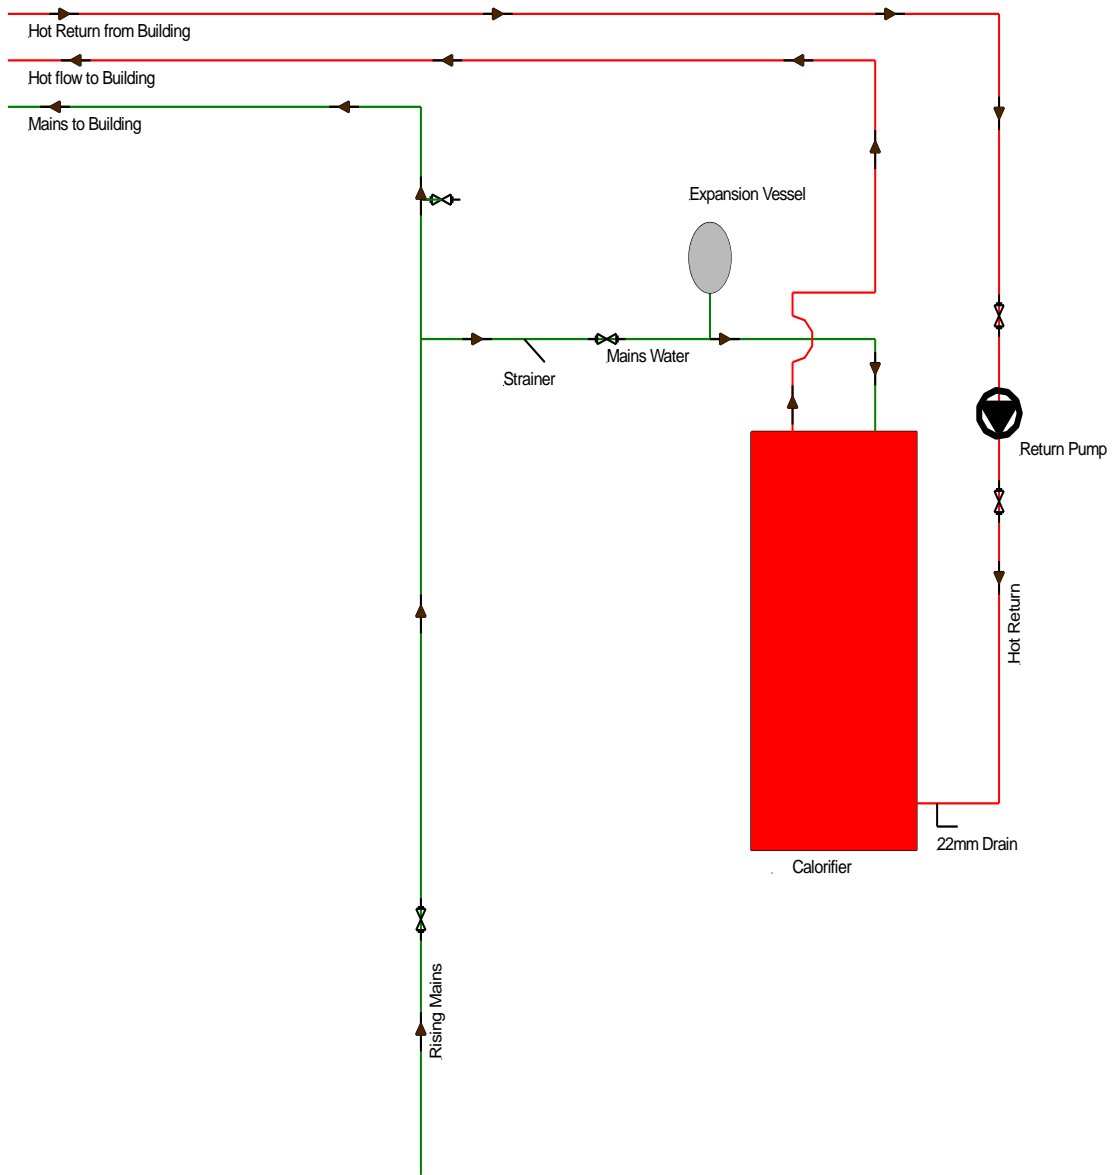 Hot Return from Building
Hot flow to Building
Mains to Building
Expansion Vessel
Mains Water
Strainer
Return Pump
Hot Return
22mm Drain
Calorifier
Rising Mains